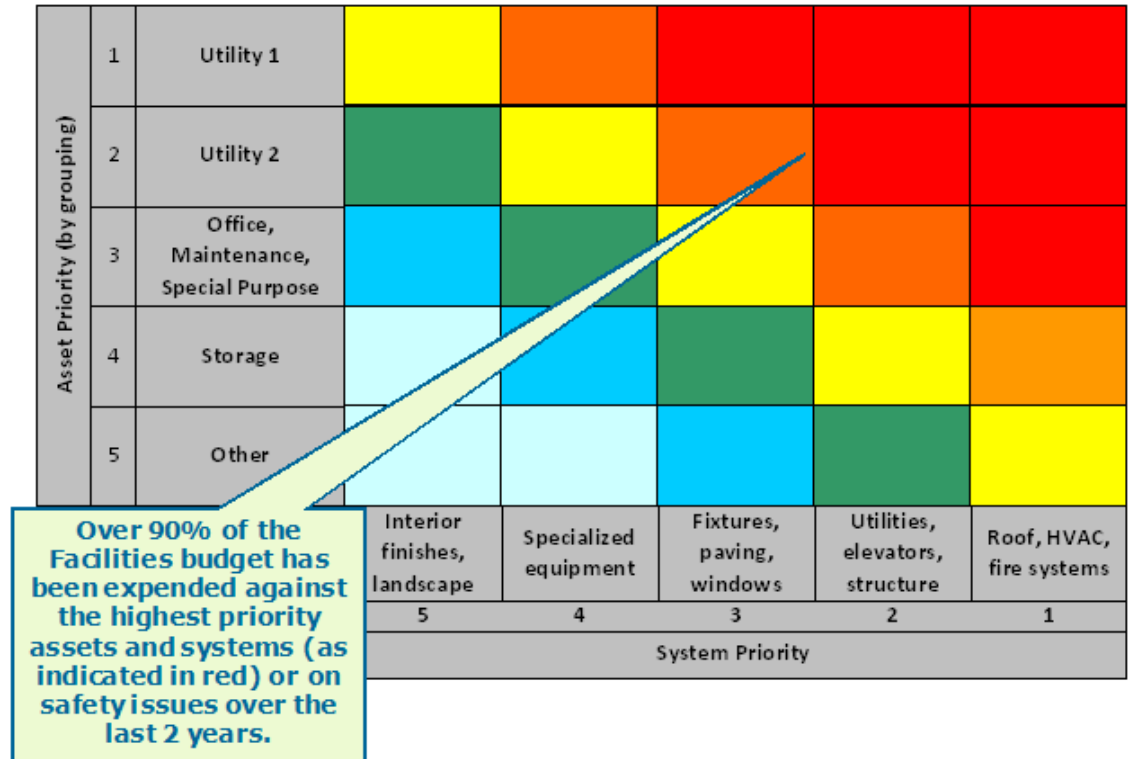 Asset Priority (by grouping)
1
Utility 1
2
Utility 2
3
Office,
Maintenance,
Special Purpose
4
Storage
5
Other
Over 90% of the
Facilities budget has
been expended against
the highest priority
assets and systems (as
indicated in red) or on
safety issues over the
last 2 years.
Interior
finishes,
landscape
Specialized
equipment
Fixtures,
paving,
windows
Utilities,
elevators,
structure
Roof, HVAC,
fire systems
5
4
3
2
1
System Priority